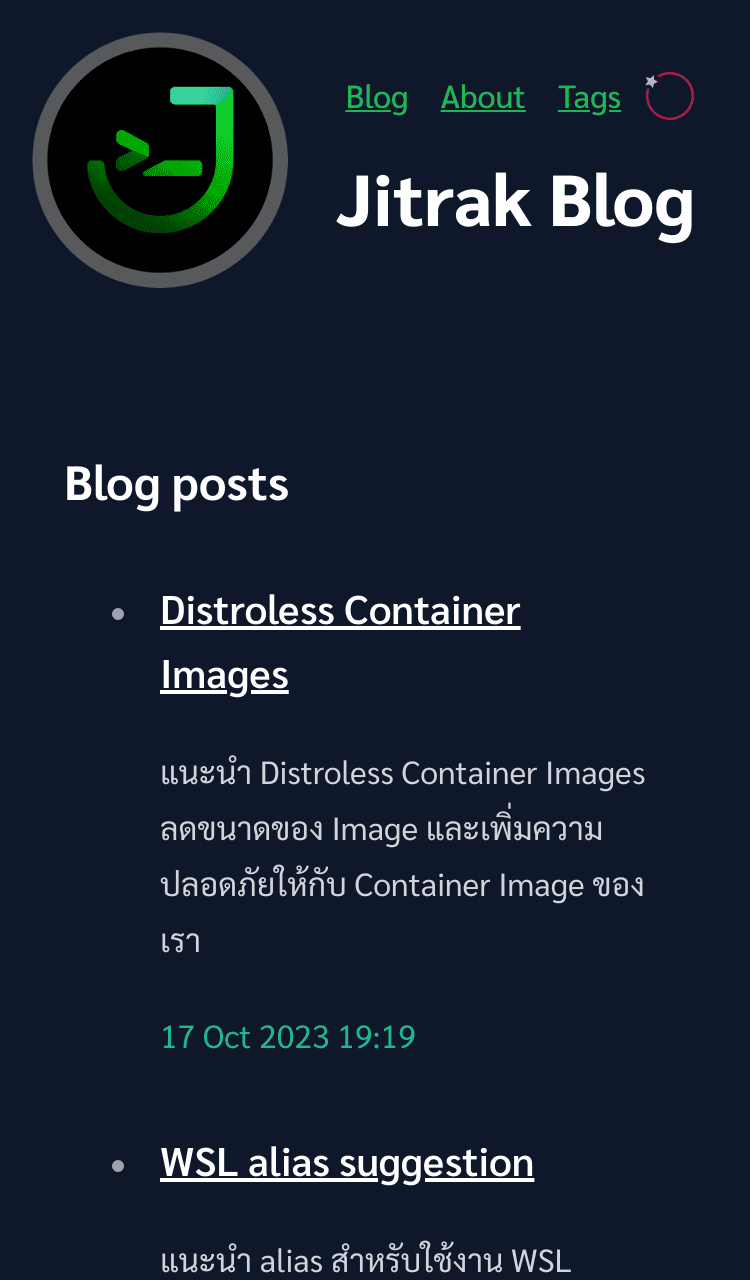 Blog About Tags
Jitrak Blog
Blog posts
Distroless Container
Images
แนะนำ Distroless Container Images
ลดขนาดของ Image และเพิ่มความ
ปลอดภัยให้กับ Container Image ของ
เรา
17 Oct 2023 19:19
WSL alias suggestion
แนะนำ alias สำหรับใช้งาน WSL